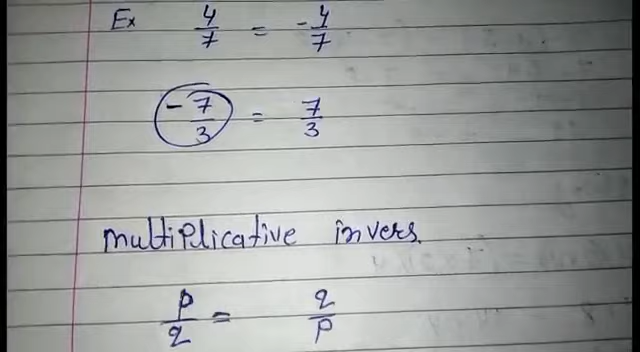 Ex 4/7 = -4/7
-7/3 = 7/3
multiplicative invers.
p/q = q/p